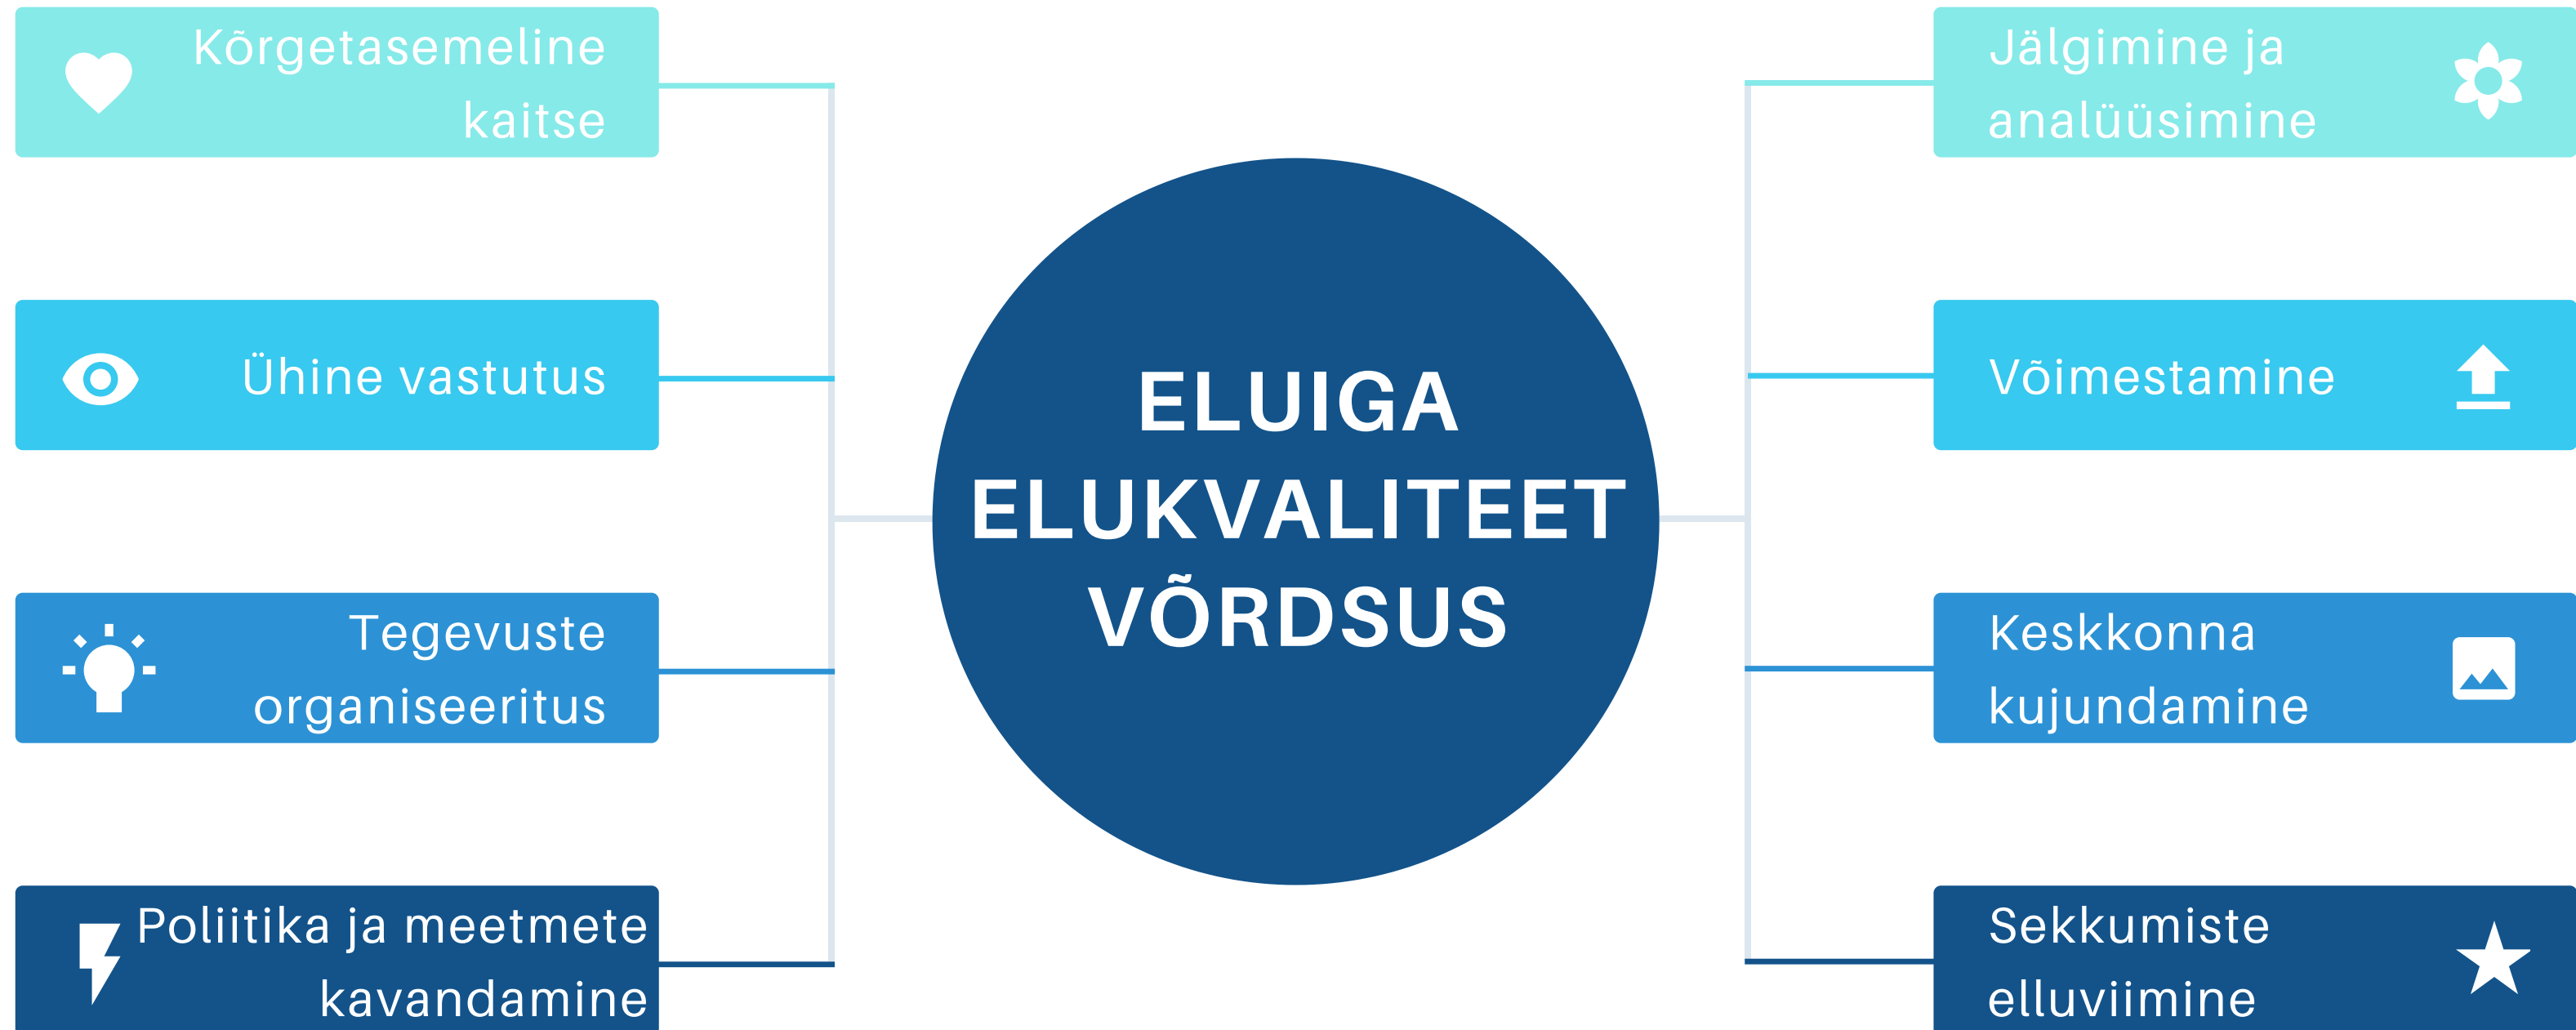 Kõrgetasemeline
kaitse
Ühine vastutus
Tegevuste
organiseeritus
Poliitika ja meetmete
kavandamine
ELUIGA
ELUKVALITEET
VÕRDSUS
Jälgimine ja
analüüsimine
Võimestamine
Keskkonna
kujundamine
Sekkumiste
elluviimine